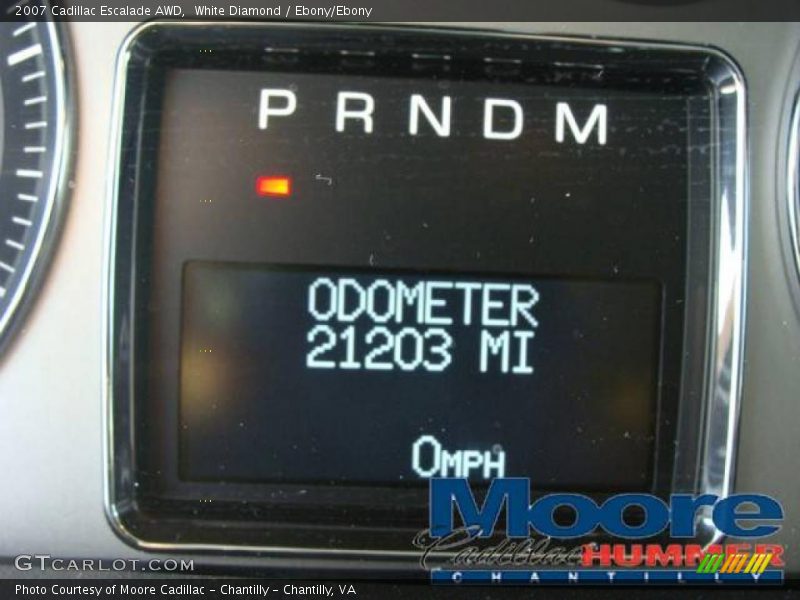 2007 Cadillac Escalade AWD,  White Diamond / Ebony/Ebony
P R N D M
ODOMETER
21203 MI
0MPH
Moore
Cadillac HUMMER
CHANTILLY
GTCARLOT.COM
Photo Courtesy of Moore Cadillac - Chantilly - Chantilly, VA